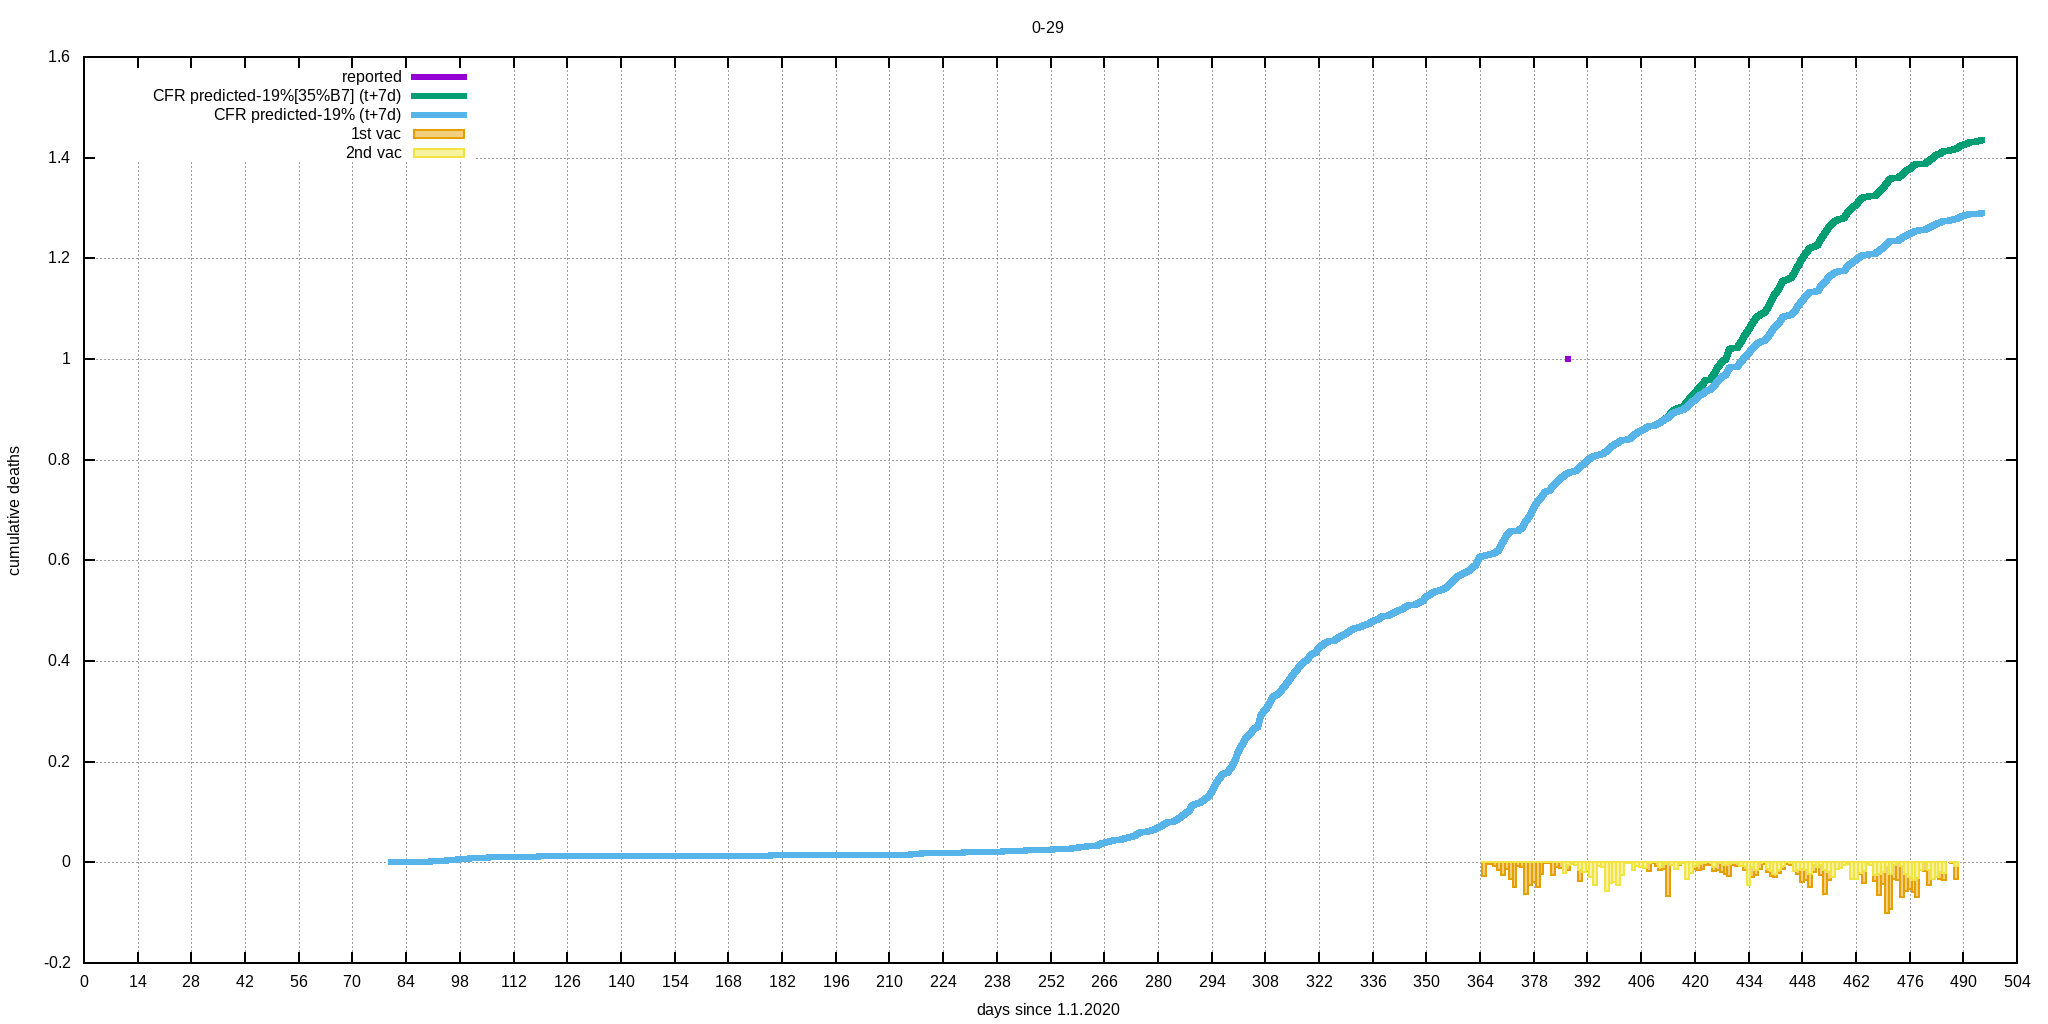 0-29
reported
CFR predicted-19%[35%B7] (t+7d)
CFR predicted-19% (t+7d)
1st vac
2nd vac
1.6
1.4
1.2
1
0.8
0.6
0.4
0.2
0
-0.2
cumulative deaths
0 14 28 42 56 70 84 98 112 126 140 154 168 182 196 210 224 238 252 266 280 294 308 322 336 350 364 378 392 406 420 434 448 462 476 490 504
days since 1.1.2020